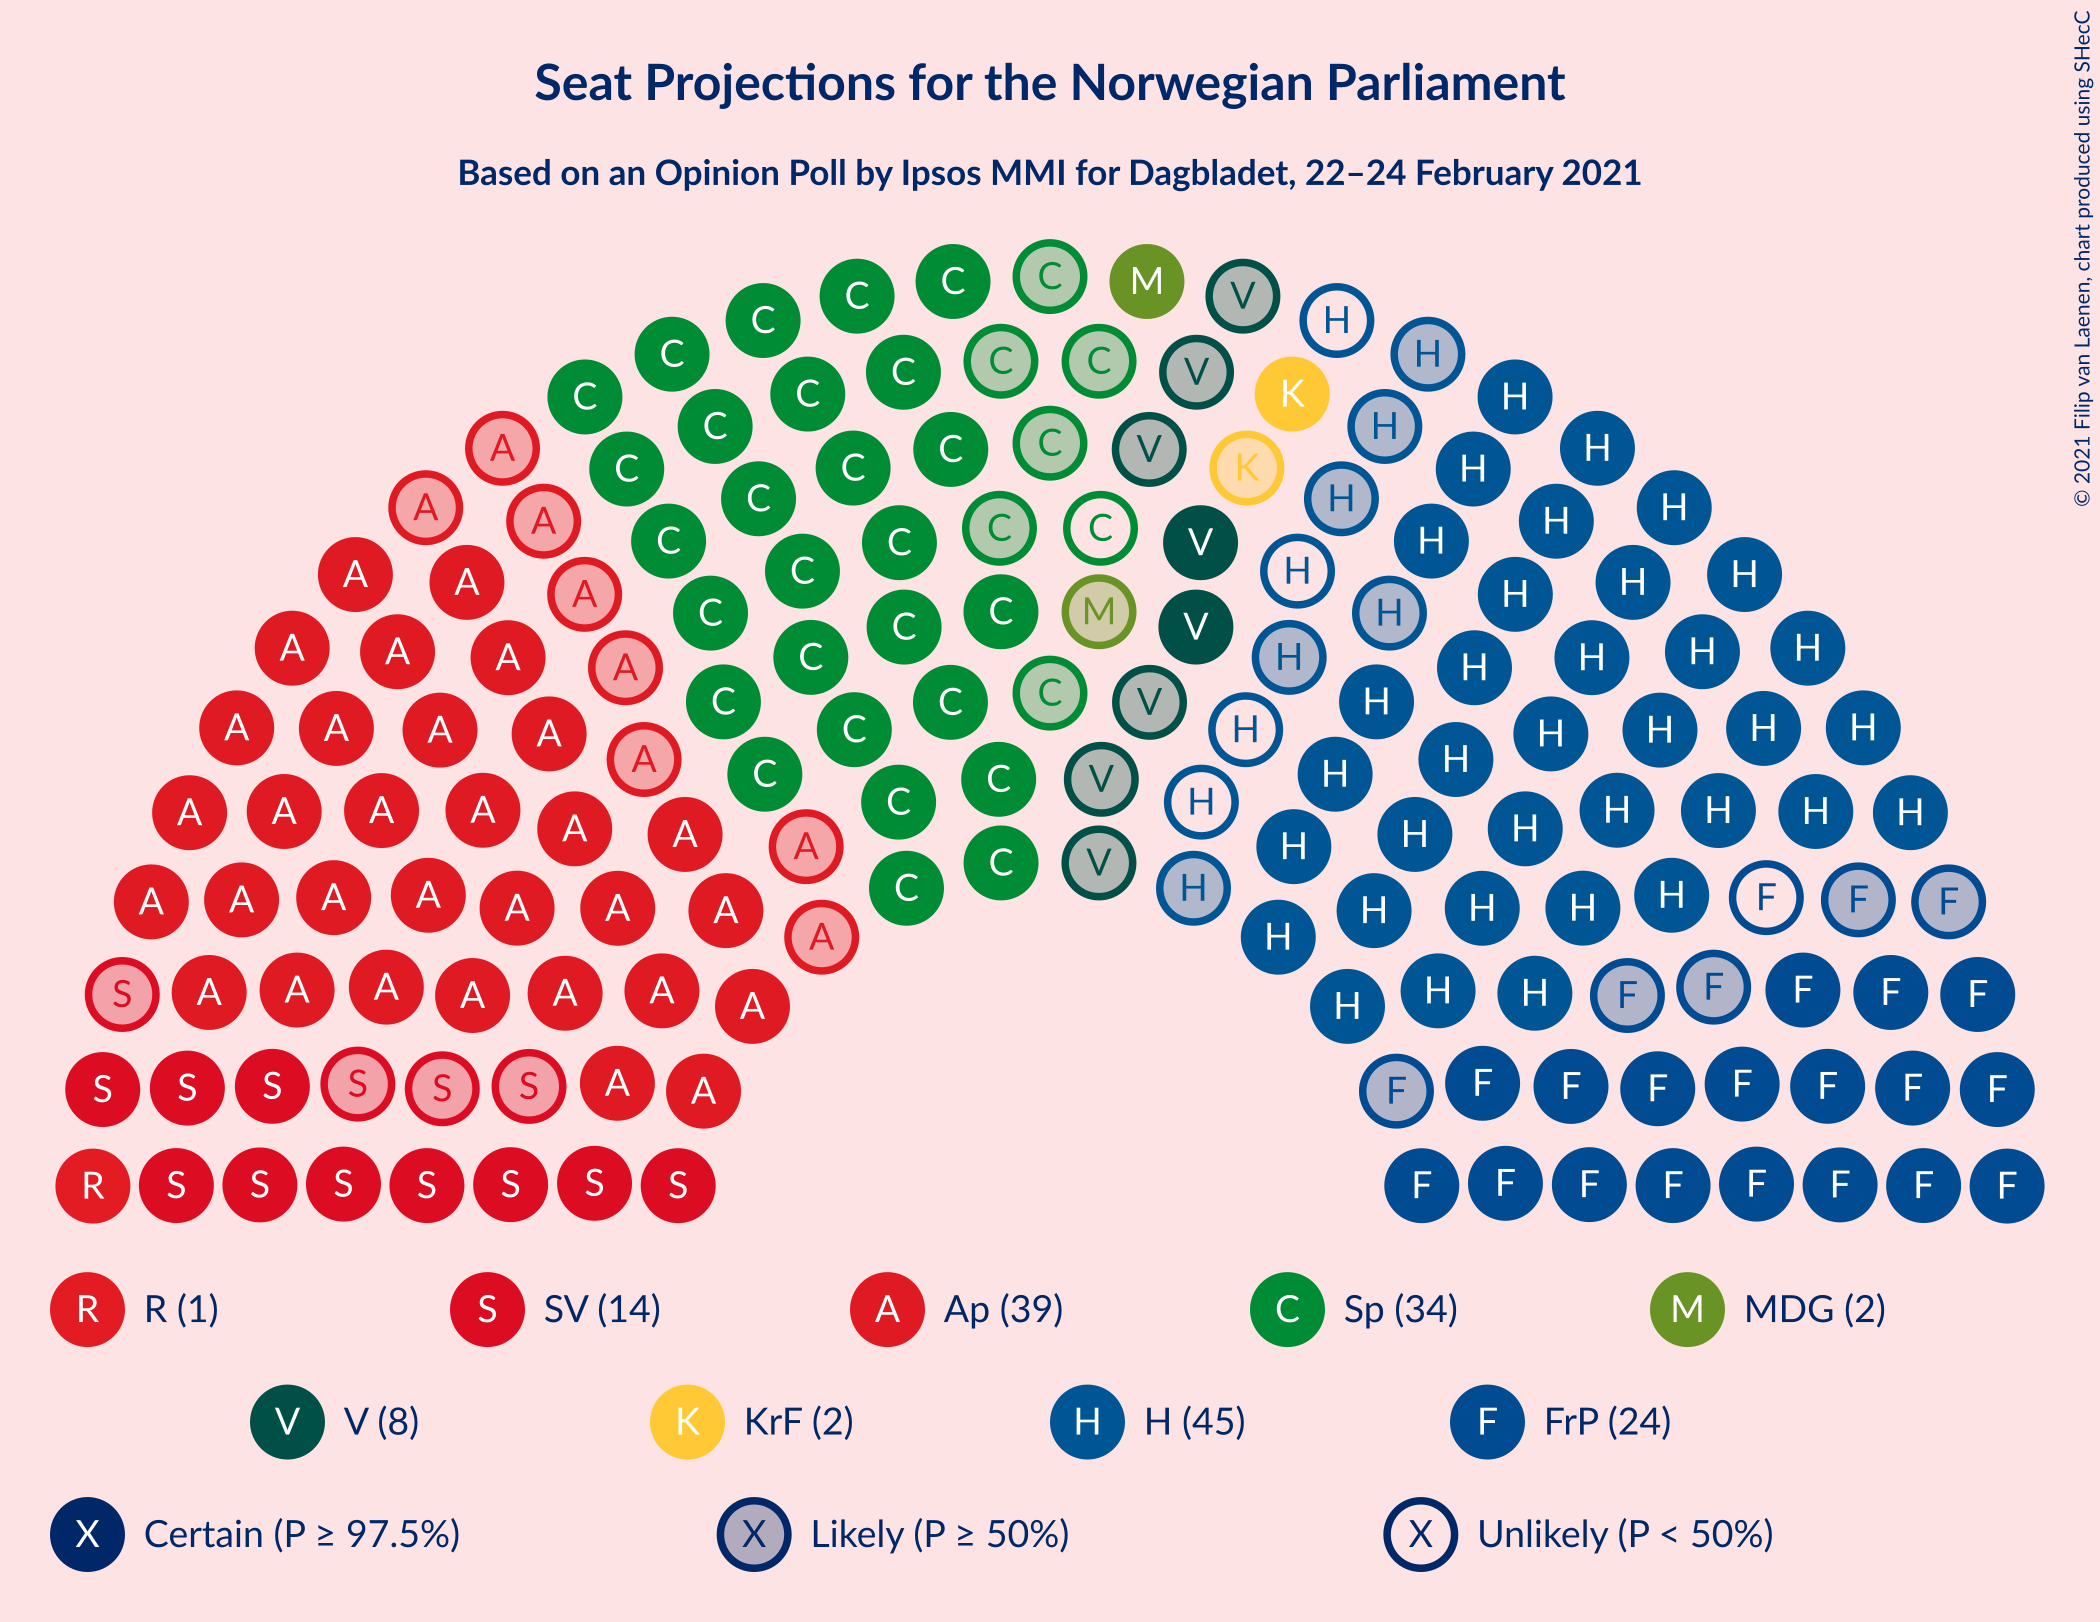 Seat Projections for the Norwegian Parliament
Based on an Opinion Poll by Ipsos MMI for Dagbladet, 22–24 February 2021
© 2021 Filip van Laenen, chart produced using SHecC
C C C M V
C C C H H
A C C C C V K H H
A A C C C C V K H H H
A A A C C C C C V H H H H
A A A C C C C M V H H H H H
A A A A A C C C V H H H H H H
A A A A A A C C C V H H H H H H H
A A A A A A A A C C V H H H H H F F F
S A A A A A A A A H H H H F F F F F
S S S S S S A A F F F F F F F F
R S S S S S S S F F F F F F F F
R R (1) S SV (14) A Ap (39) C Sp (34) M MDG (2)
V V (8) K KrF (2) H H (45) F FrP (24)
X Certain (P ≥ 97.5%) X Likely (P ≥ 50%) X Unlikely (P < 50%)